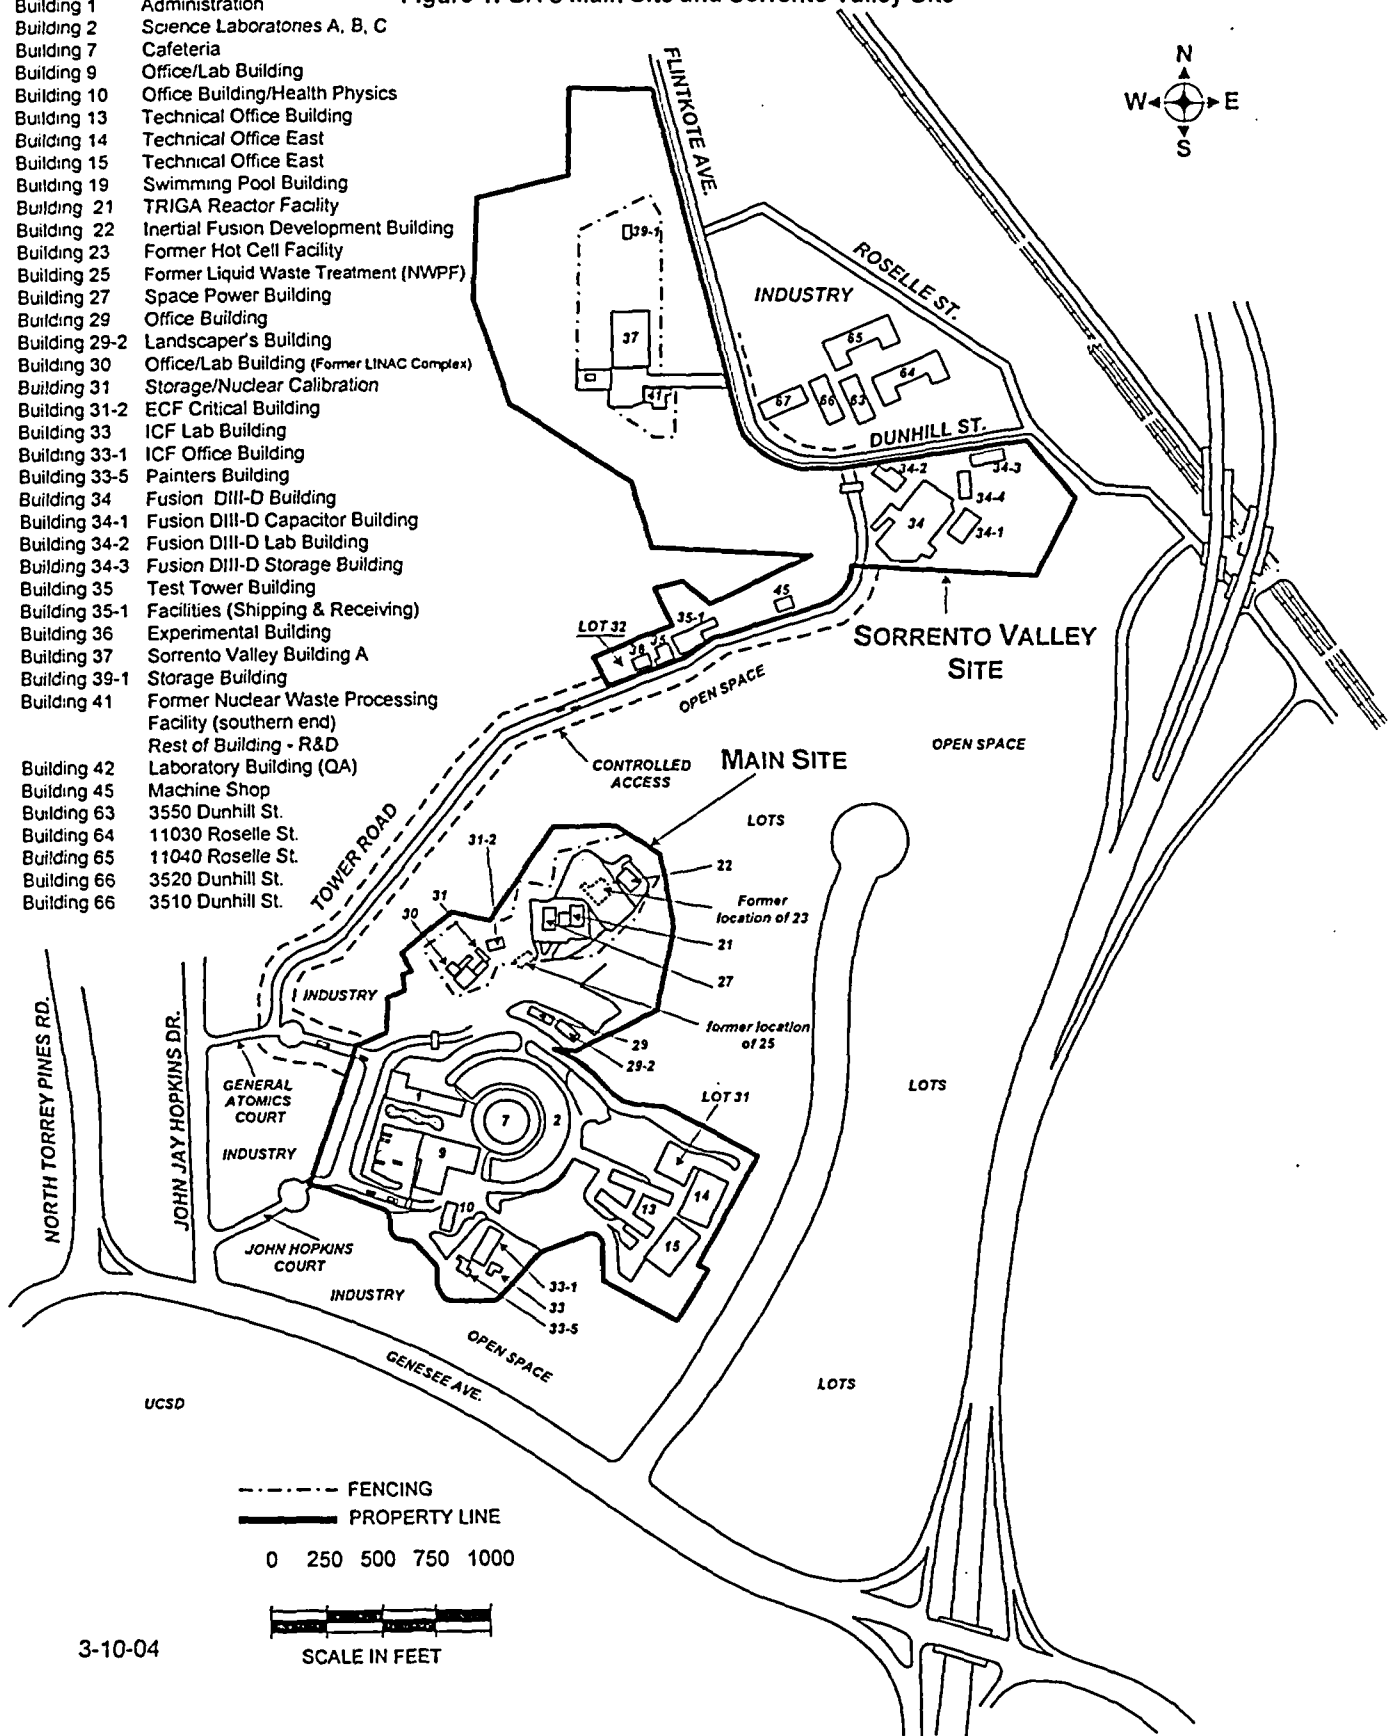 Figure 1: GA's Main Site and Sorrento Valley Site
Building 1 Administration
Building 2 Science Laboratories A, B, C
Building 7 Cafeteria
Building 9 Office/Lab Building
Building 10 Office Building/Health Physics
Building 13 Technical Office Building
Building 14 Technical Office East
Building 15 Technical Office East
Building 19 Swimming Pool Building
Building 21 TRIGA Reactor Facility
Building 22 Inertial Fusion Development Building
Building 23 Former Hot Cell Facility
Building 25 Former Liquid Waste Treatment (NWPF)
Building 27 Space Power Building
Building 29 Office Building
Building 29-2 Landscaper's Building
Building 30 Office/Lab Building (Former LINAC Complex)
Building 31 Storage/Nuclear Calibration
Building 31-2 ECF Critical Building
Building 33 ICF Lab Building
Building 33-1 ICF Office Building
Building 33-5 Painters Building
Building 34 Fusion DIII-D Building
Building 34-1 Fusion DIII-D Capacitor Building
Building 34-2 Fusion DIII-D Lab Building
Building 34-3 Fusion DIII-D Storage Building
Building 35 Test Tower Building
Building 35-1 Facilities (Shipping & Receiving)
Building 36 Experimental Building
Building 37 Sorrento Valley Building A
Building 39-1 Storage Building
Building 41 Former Nuclear Waste Processing
Facility (southern end)
Rest of Building - R&D
Building 42 Laboratory Building (QA)
Building 45 Machine Shop
Building 63 3550 Dunhill St.
Building 64 11030 Roselle St.
Building 65 11040 Roselle St.
Building 66 3520 Dunhill St.
Building 66 3510 Dunhill St.
N
W E
S
FLINTKOTE AVE.
39-1
ROSELLE ST.
INDUSTRY
37
65
64
41
67 66 63
DUNHILL ST.
34-2
34-3
34-4
34
34-1
45
35-1
LOT 32
36 35
SORRENTO VALLEY
SITE
OPEN SPACE
OPEN SPACE
MAIN SITE
CONTROLLED
ACCESS
LOTS
TOWER ROAD
31-2
22
31
Former
location of 23
30
21
27
INDUSTRY
former location
of 25
29
29-2
NORTH TORREY PINES RD.
JOHN JAY HOPKINS DR.
GENERAL
ATOMICS
COURT
LOTS
LOT 31
1
7
2
INDUSTRY
9
14
13
10
15
JOHN HOPKINS
COURT
33-1
INDUSTRY
33
33-5
OPEN SPACE
GENESEE AVE.
LOTS
UCSD
FENCING
PROPERTY LINE
0 250 500 750 1000
SCALE IN FEET
3-10-04